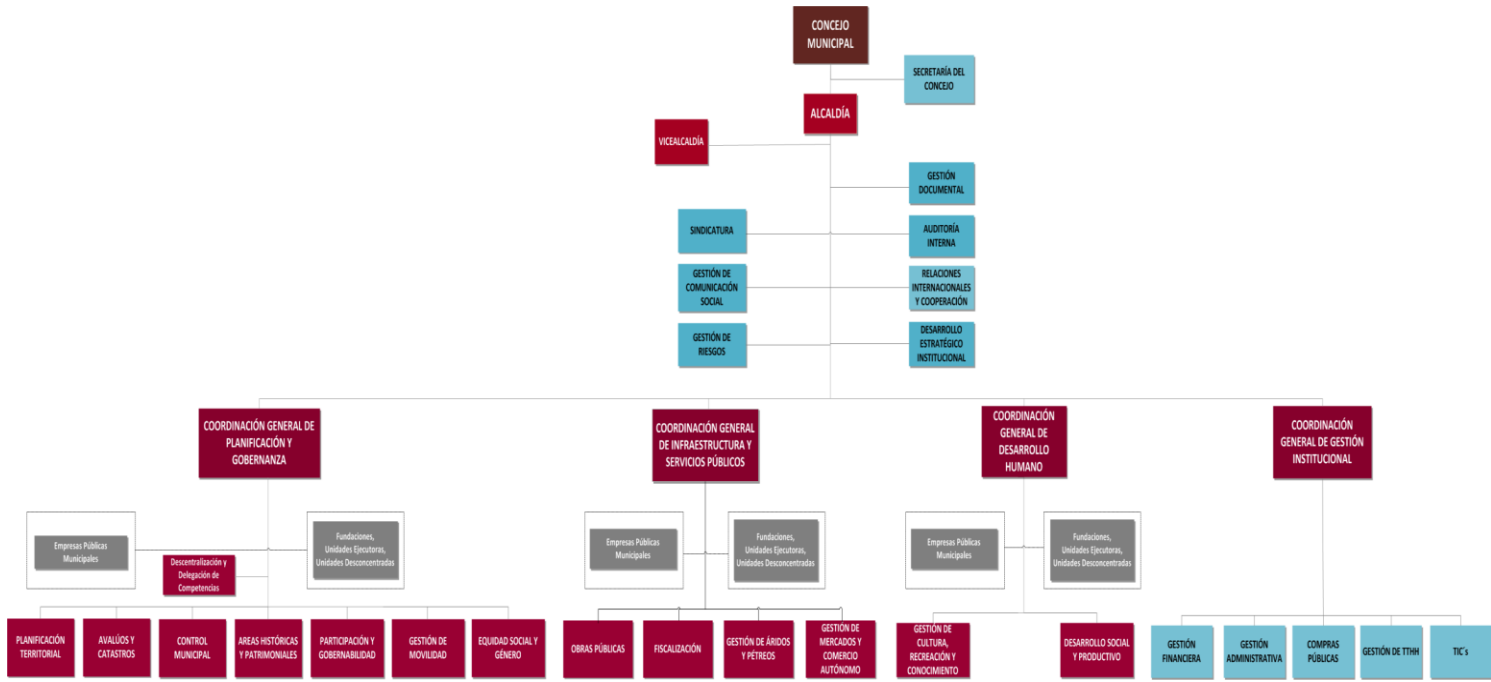 CONCEJO
MUNICIPAL
SECRETARÍA DEL
CONCEJO
ALCALDÍA
VICEALCALDÍA
GESTIÓN
DOCUMENTAL
SINDICATURA
AUDITORÍA
INTERNA
GESTIÓN DE
COMUNICACIÓN
SOCIAL
RELACIONES
INTERNACIONALES
Y COOPERACIÓN
GESTIÓN DE
RIESGOS
DESARROLLO
ESTRATÉGICO
INSTITUCIONAL
COORDINACIÓN GENERAL DE
PLANIFICACIÓN Y
GOBERNANZA
COORDINACIÓN GENERAL
DE INFRAESTRUCTURA Y
SERVICIOS PÚBLICOS
COORDINACIÓN
GENERAL DE
DESARROLLO
HUMANO
COORDINACIÓN
GENERAL DE GESTIÓN
INSTITUCIONAL
Empresas Públicas
Municipales
Fundaciones,
Unidades Ejecutoras,
Unidades Desconcentradas
Descentralización y
Delegación de
Competencias
Empresas Públicas
Municipales
Fundaciones,
Unidades Ejecutoras,
Unidades Desconcentradas
Empresas Públicas
Municipales
Fundaciones,
Unidades Ejecutoras,
Unidades Desconcentradas
PLANIFICACIÓN
TERRITORIAL
AVALÚOS Y
CATASTROS
CONTROL
MUNICIPAL
AREAS HISTÓRICAS
Y PATRIMONIALES
PARTICIPACIÓN Y
GOBERNABILIDAD
GESTIÓN DE
MOVILIDAD
EQUIDAD SOCIAL Y
GÉNERO
OBRAS PÚBLICAS
FISCALIZACIÓN
GESTIÓN DE ÁRIDOS
Y PÉTREOS
GESTIÓN DE
MERCADOS Y
COMERCIO
AUTÓNOMO
GESTIÓN DE
CULTURA,
RECREACIÓN Y
CONOCIMIENTO
DESARROLLO SOCIAL
Y PRODUCTIVO
GESTIÓN
FINANCIERA
GESTIÓN
ADMINISTRATIVA
COMPRAS
PÚBLICAS
GESTIÓN DE TTHH
TIC´s